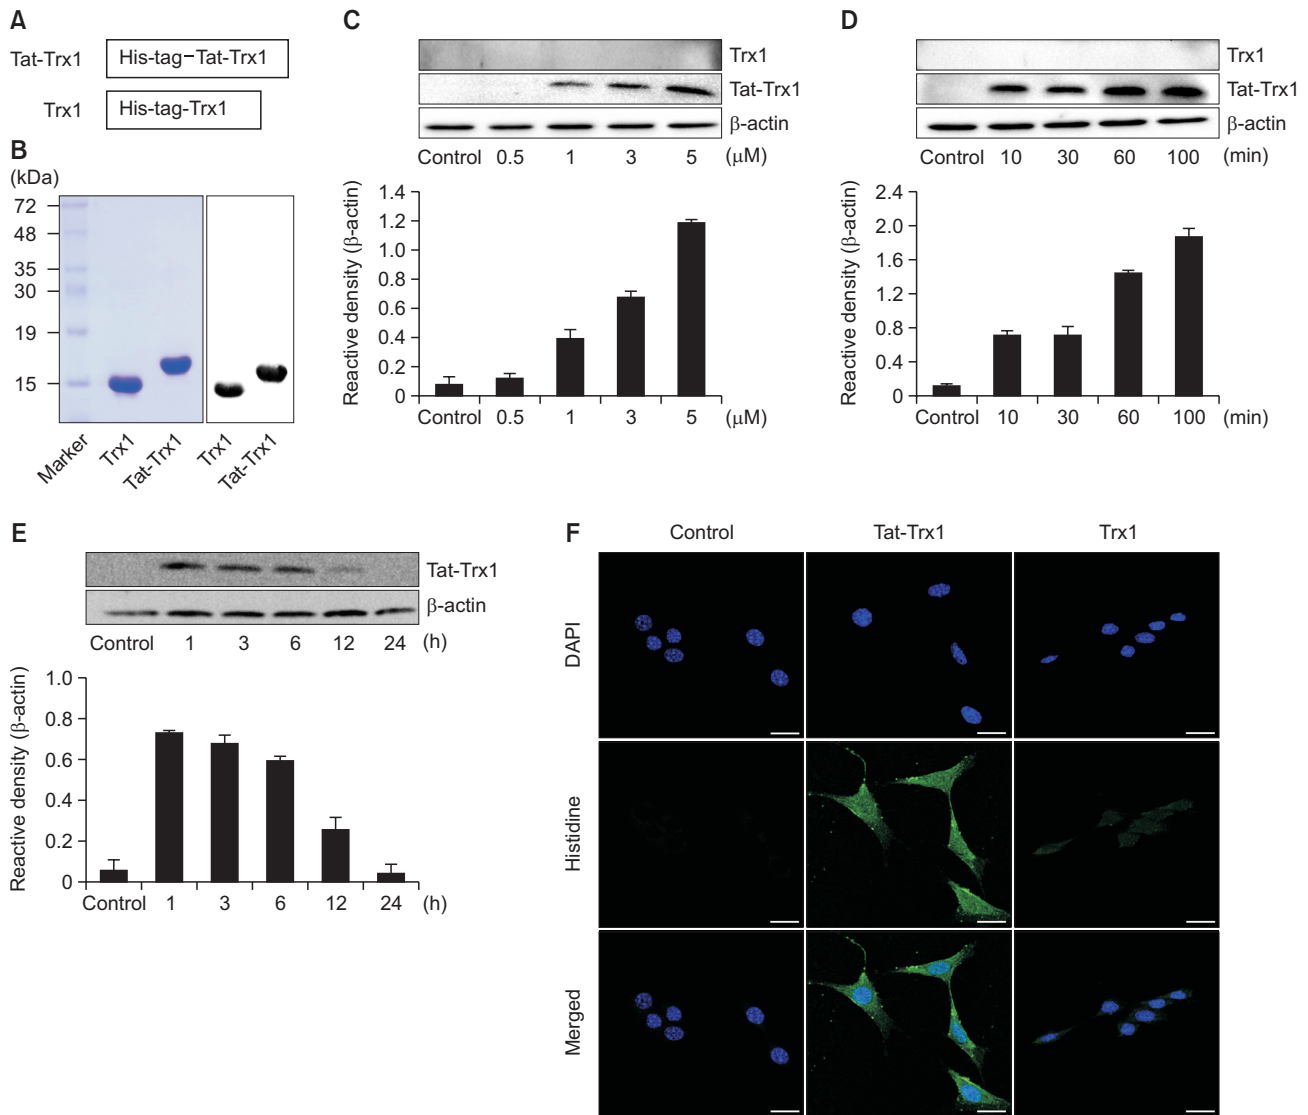 A
Tat-Trx1 His-tag-Tat-Trx1
Trx1 His-tag-Trx1
B
(kDa)
72
48
35
30
19
15
Marker Trx1 Tat-Trx1 Trx1 Tat-Trx1
C
Trx1
Tat-Trx1
β-actin
Control 0.5 1 3 5 (μM)
Reactive density (β-actin)
1.4
1.2
1.0
0.8
0.6
0.4
0.2
0
Control 0.5 1 3 5 (μM)
D
Trx1
Tat-Trx1
β-actin
Control 10 30 60 100 (min)
Reactive density (β-actin)
2.4
2.0
1.6
1.2
0.8
0.4
0
Control 10 30 60 100 (min)
E
Tat-Trx1
β-actin
Control 1 3 6 12 24 (h)
Reactive density (β-actin)
1.0
0.8
0.6
0.4
0.2
0
Control 1 3 6 12 24 (h)
F
Control Tat-Trx1 Trx1
DAPI
Histidine
Merged